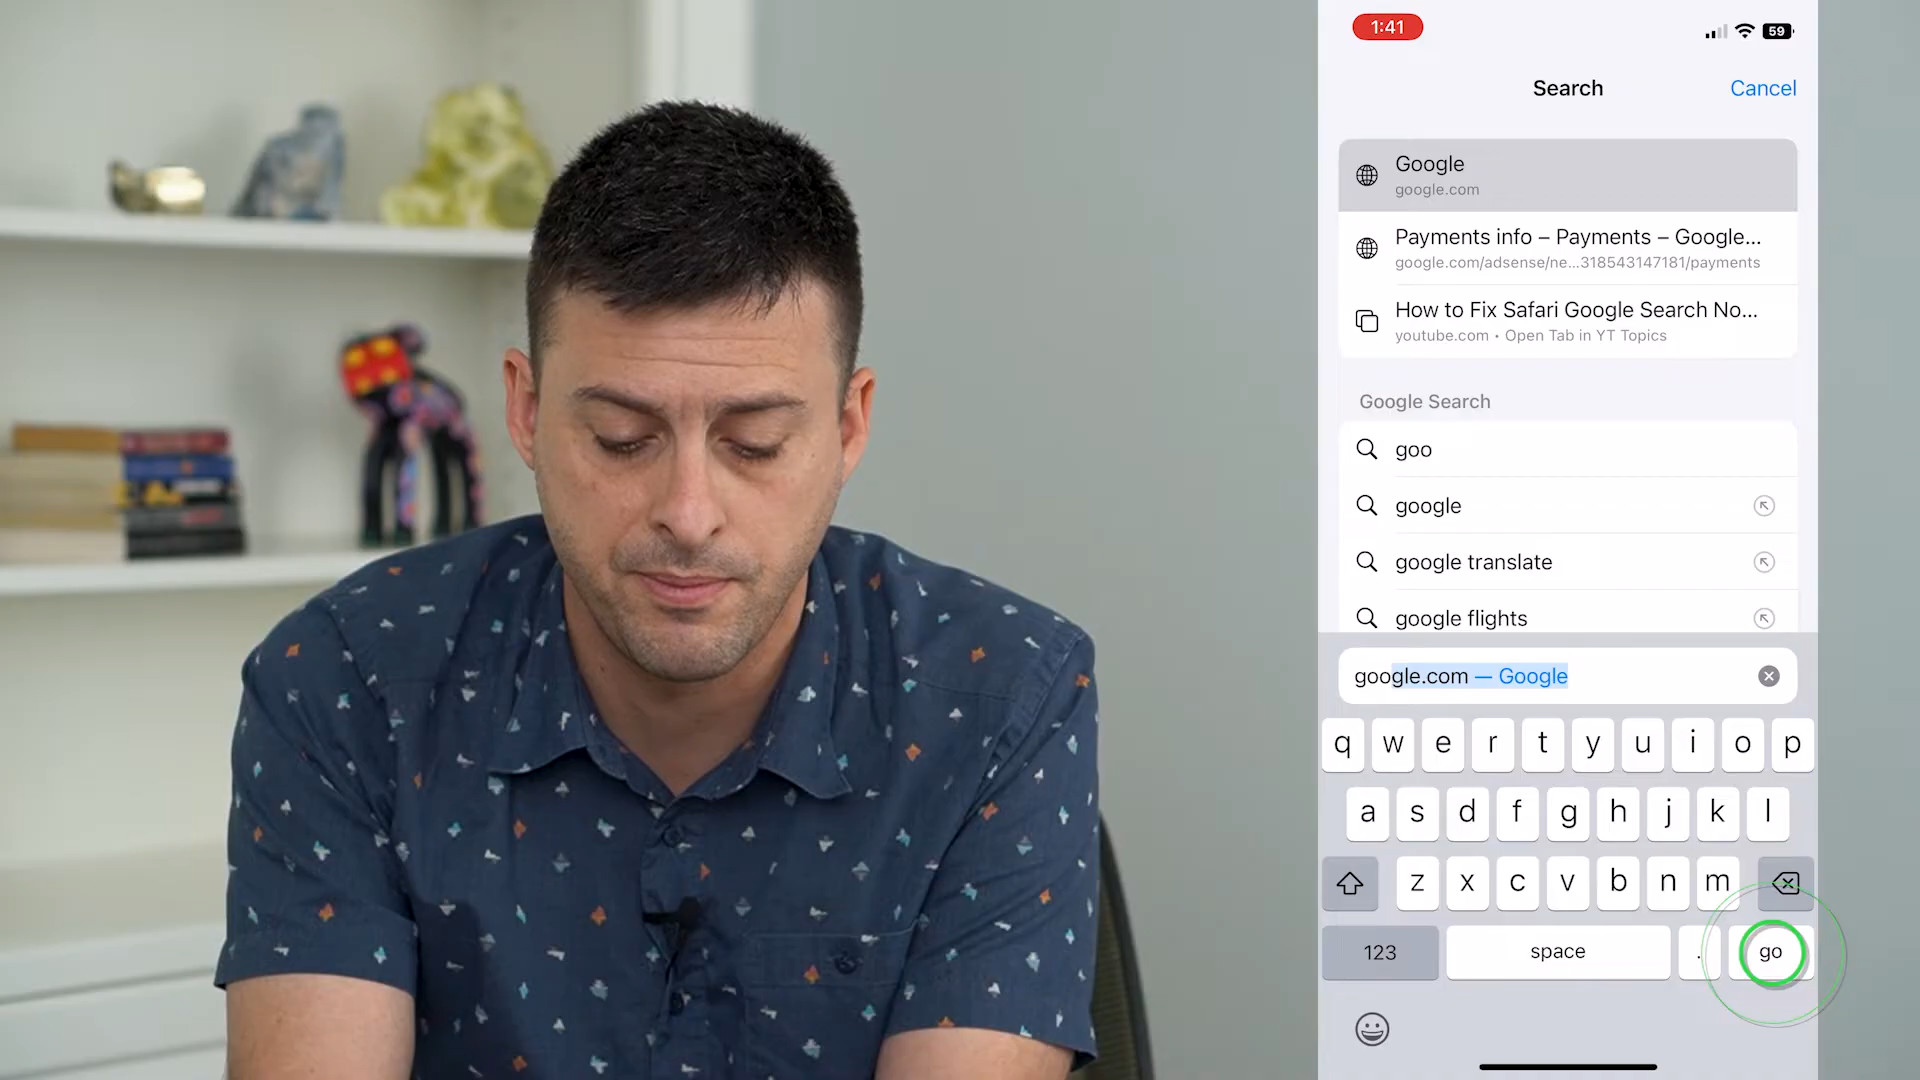 1:41
59
Search
Cancel
Google
google.com
Payments info – Payments – Google...
google.com/adsense/ne...318543147181/payments
How to Fix Safari Google Search No...
youtube.com • Open Tab in YT Topics
Google Search
goo
google
google translate
google flights
google.com — Google
q w e r t y u i o p
a s d f g h j k l
z x c v b n m
123 space . go